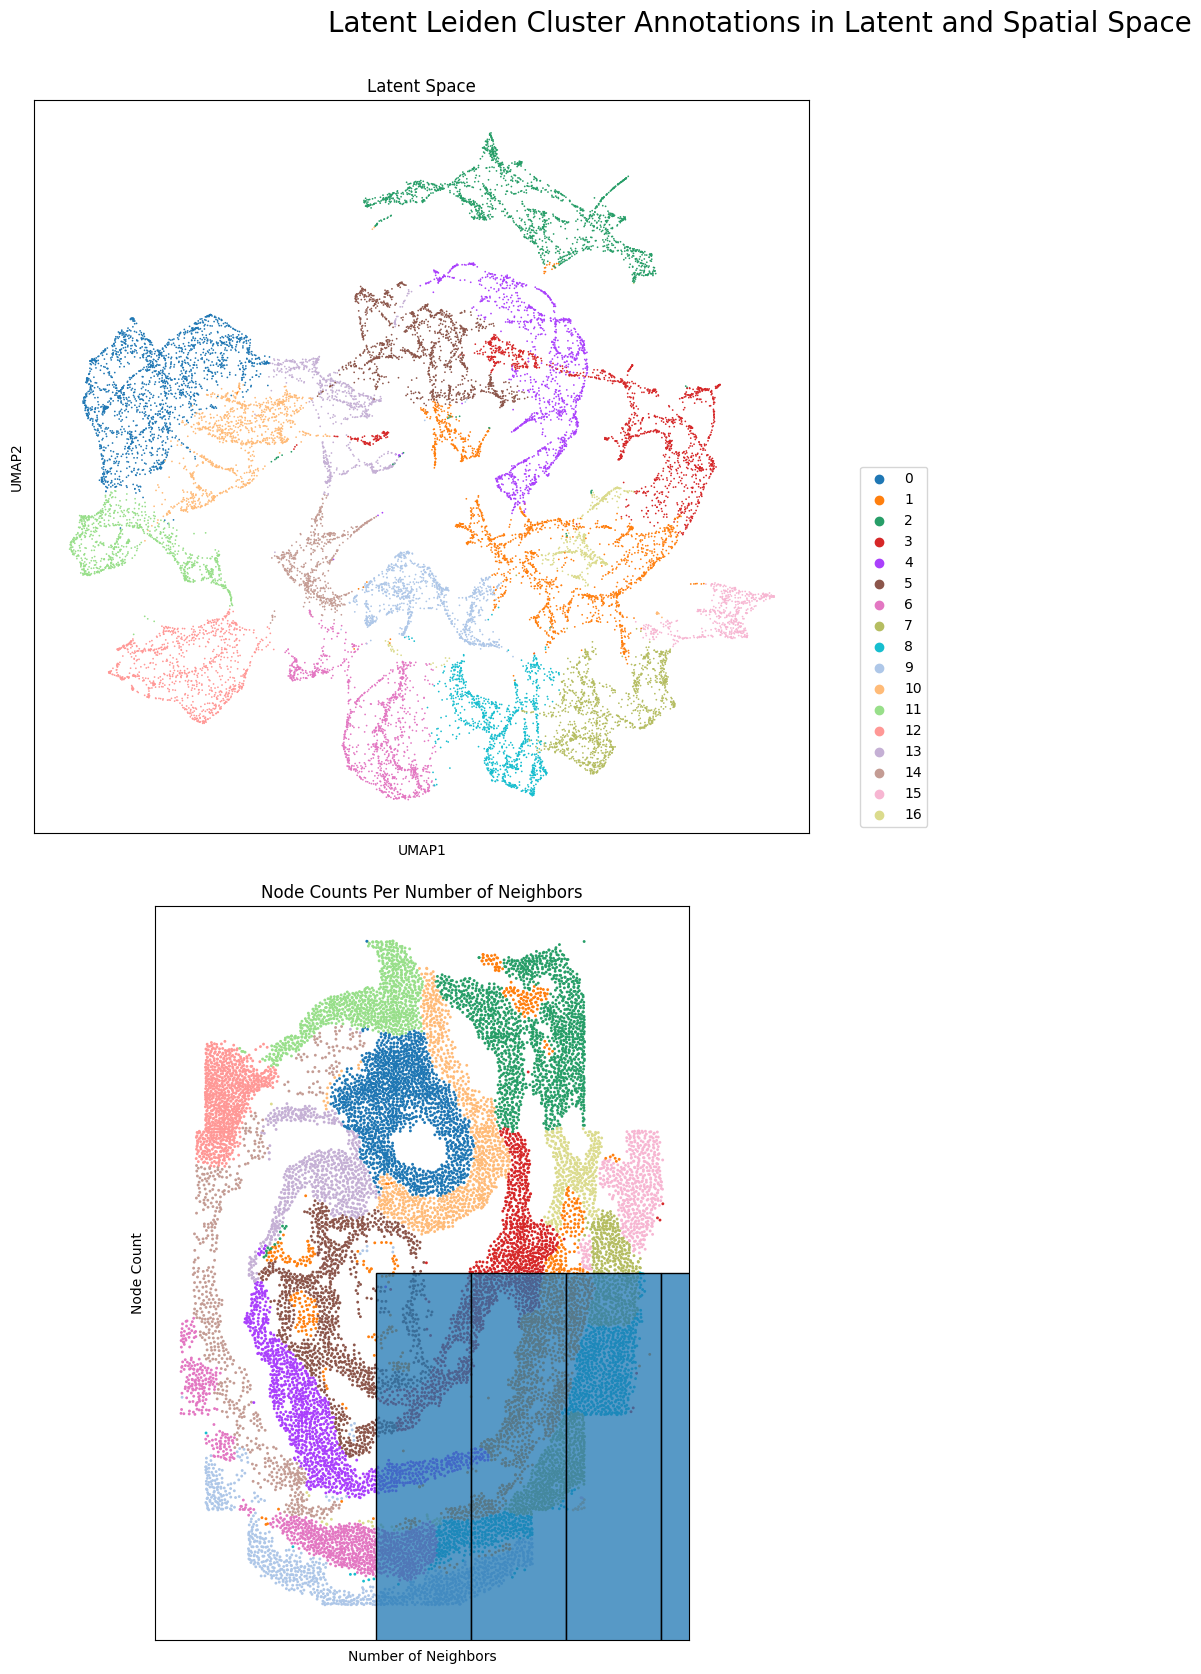 Latent Leiden Cluster Annotations in Latent and Spatial Space
Latent Space
UMAP2
UMAP1
0
1
2
3
4
5
6
7
8
9
10
11
12
13
14
15
16
Node Counts Per Number of Neighbors
Node Count
Number of Neighbors